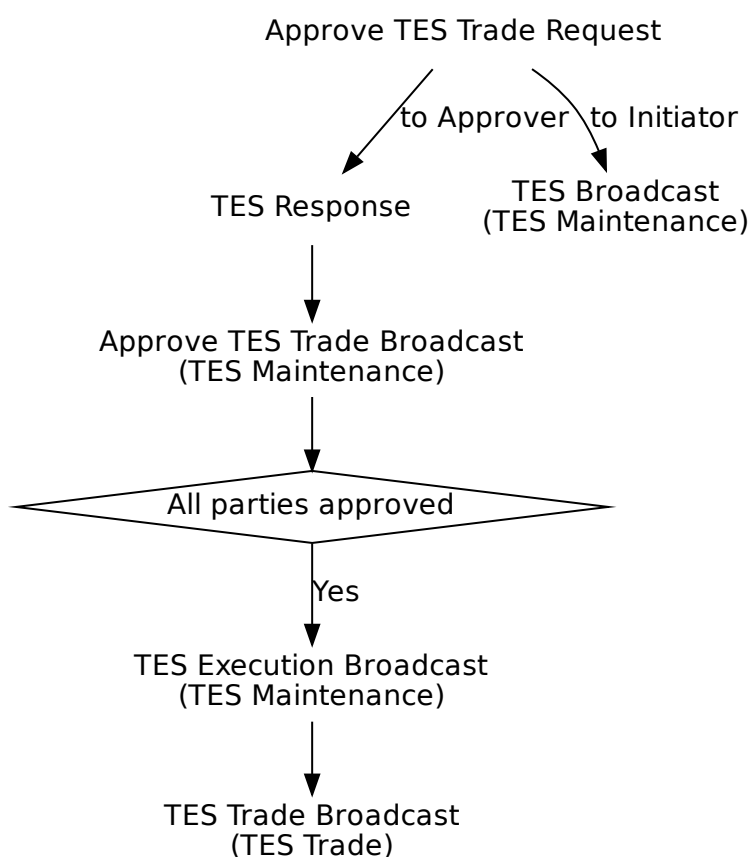 Approve TES Trade Request
to Approver
to Initiator
TES Response
TES Broadcast
(TES Maintenance)
Approve TES Trade Broadcast
(TES Maintenance)
All parties approved
Yes
TES Execution Broadcast
(TES Maintenance)
TES Trade Broadcast
(TES Trade)